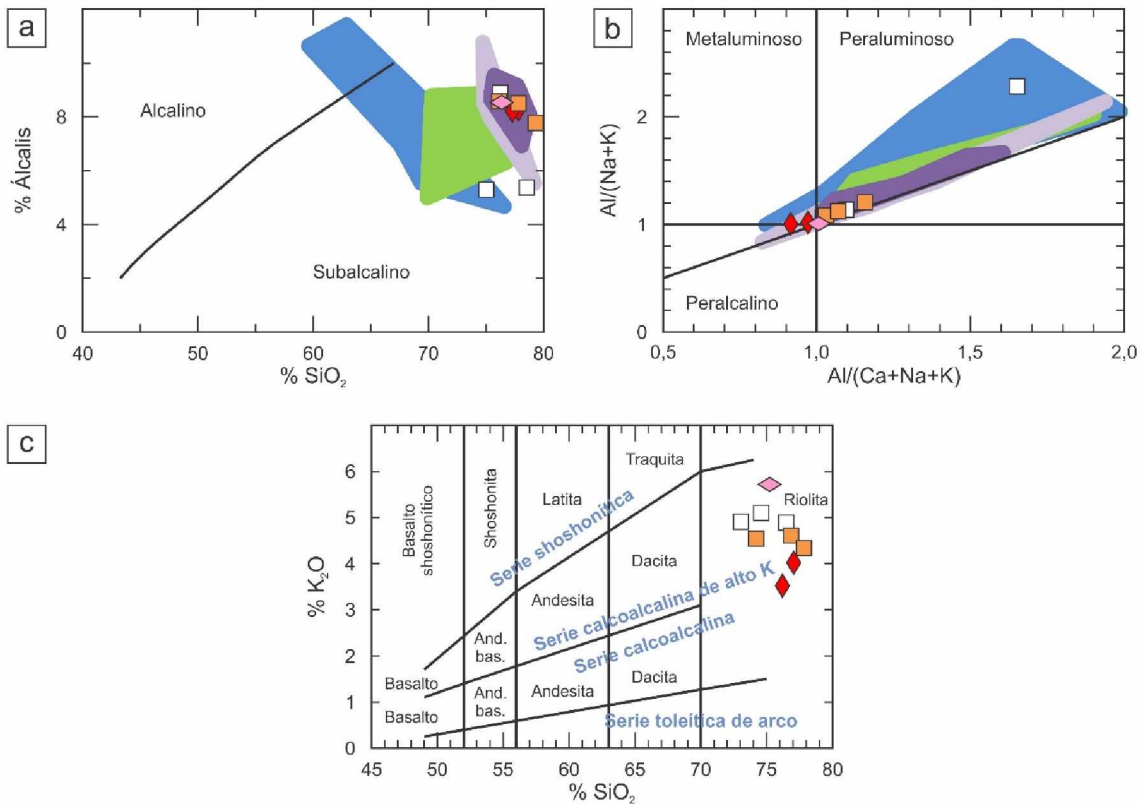 a
Alcalino
Subalcalino
% Álcalis
8
4
0
40
50
60
70
80
% SiO₂
b
Metaluminoso
Peraluminoso
Peralcalino
Al/(Na+K)
2
1
0
0,5
1,0
1,5
2,0
Al/(Ca+Na+K)
c
% K₂O
6
5
4
3
2
1
0
Basalto
shoshonítico
Shoshonita
Latita
Traquita
Riolita
Serie shoshonítica
Dacita
Andesita
Serie calcoalcalina de alto K
Serie calcoalcalina
And.
bas.
Basalto
Basalto
And.
bas.
Andesita
Dacita
Serie toleítica de arco
45
50
55
60
65
70
75
80
% SiO₂